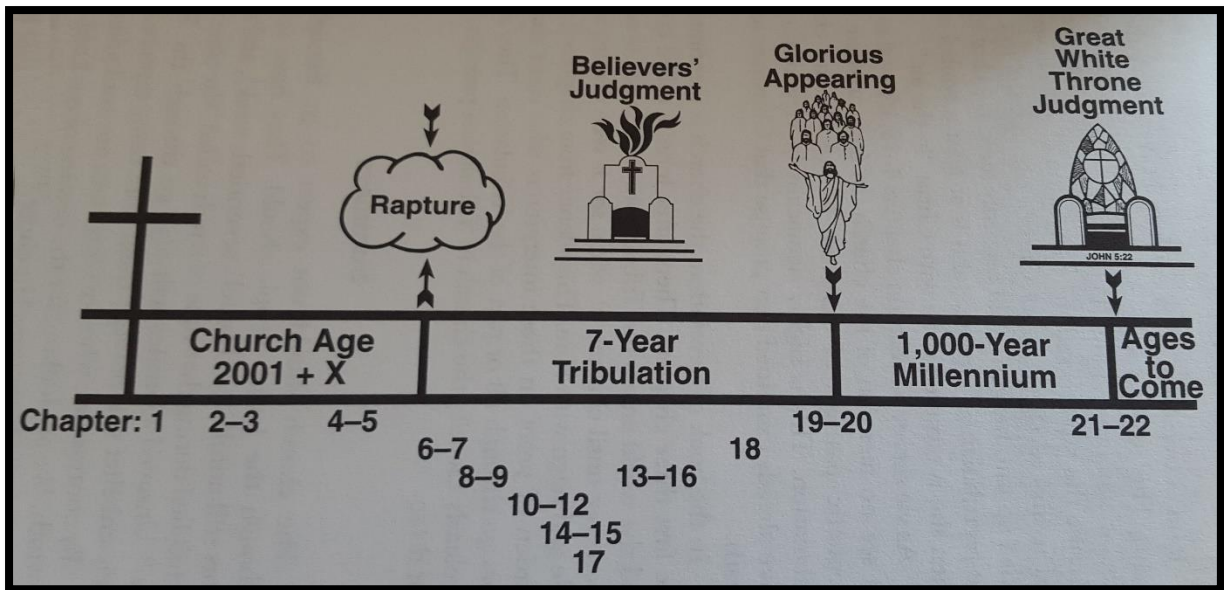 Believers'
Judgment
Glorious
Appearing
Great
White
Throne
Judgment
Rapture
JOHN 5:22
Church Age
2001 + X
7-Year
Tribulation
1,000-Year
Millennium
Ages
to
Come
Chapter: 1 2–3 4–5 19–20 21–22
6–7 18
8–9 13–16
10–12
14–15
17